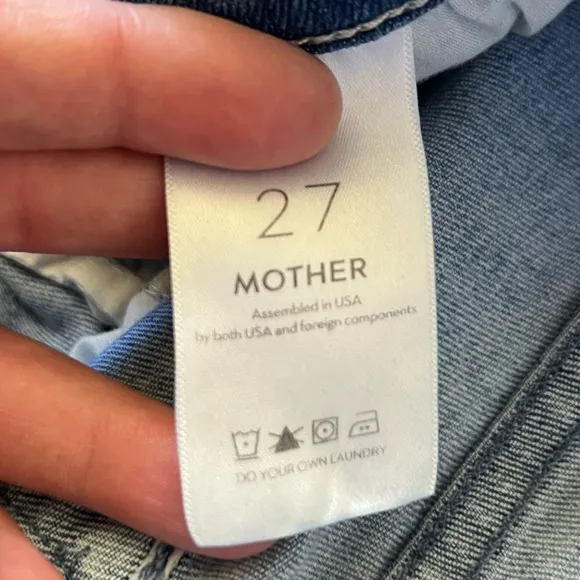 27
MOTHER
Assembled in USA
by both USA and foreign components
DO YOUR OWN LAUNDRY